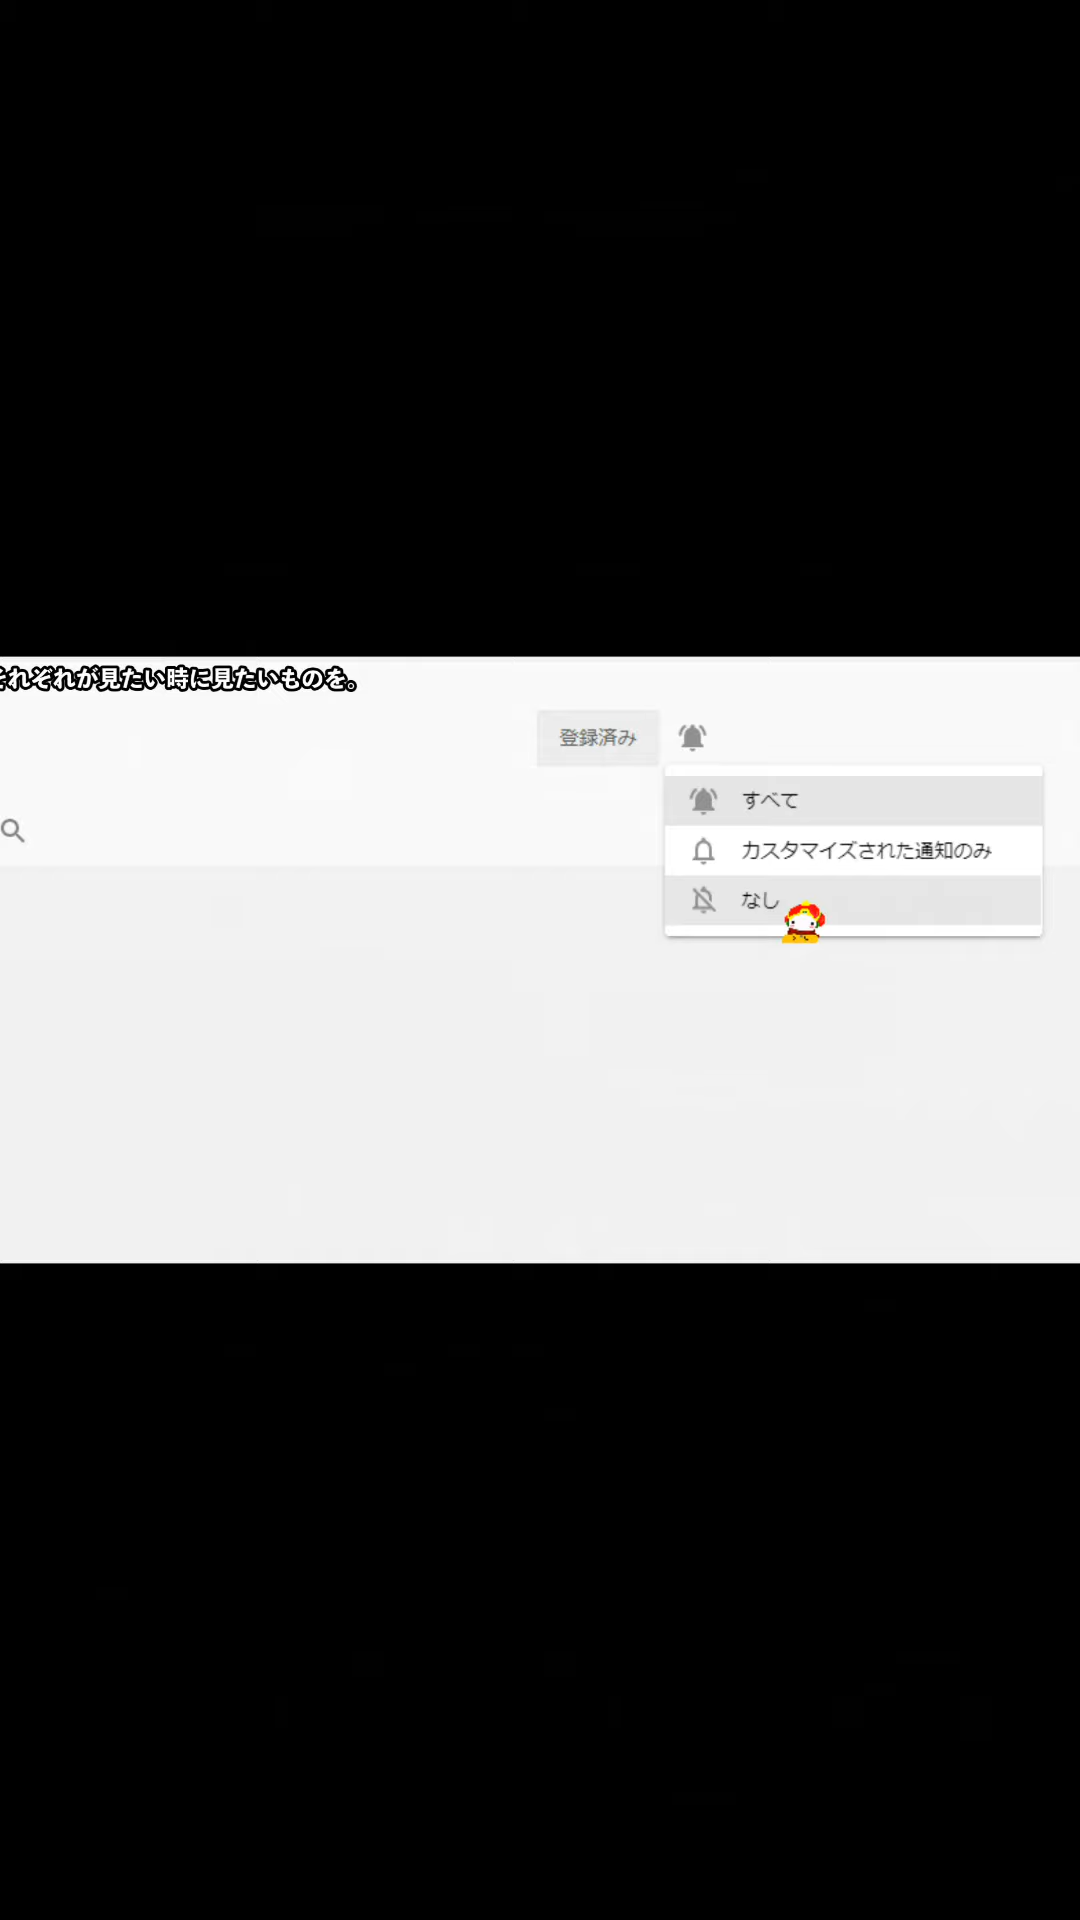 それぞれが見たい時に見たいものを。
登録済み
すべて
カスタマイズされた通知のみ
なし